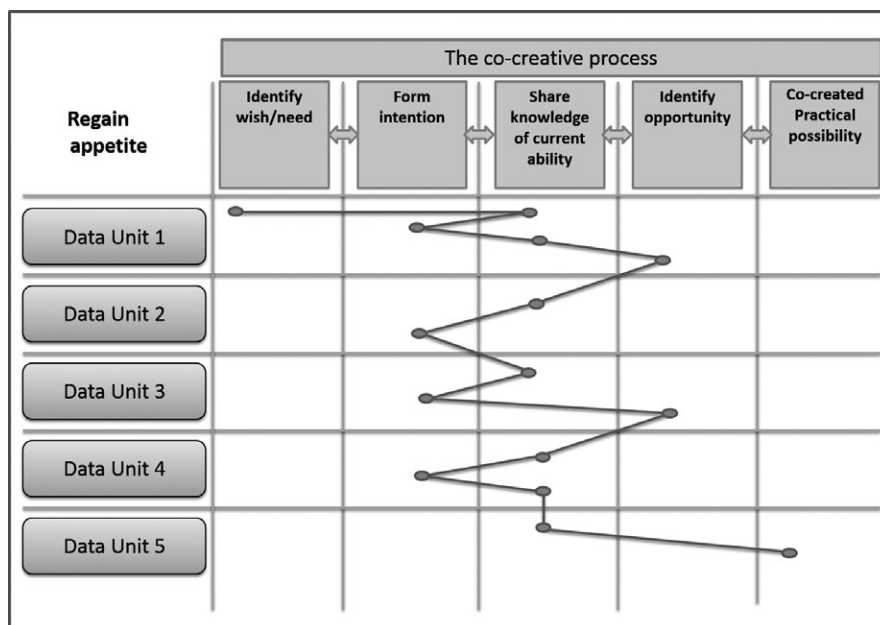 The co-creative process
Regain
appetite
Identify
wish/need
Form
intention
Share
knowledge
of current
ability
Identify
opportunity
Co-created
Practical
possibility
Data Unit 1
Data Unit 2
Data Unit 3
Data Unit 4
Data Unit 5